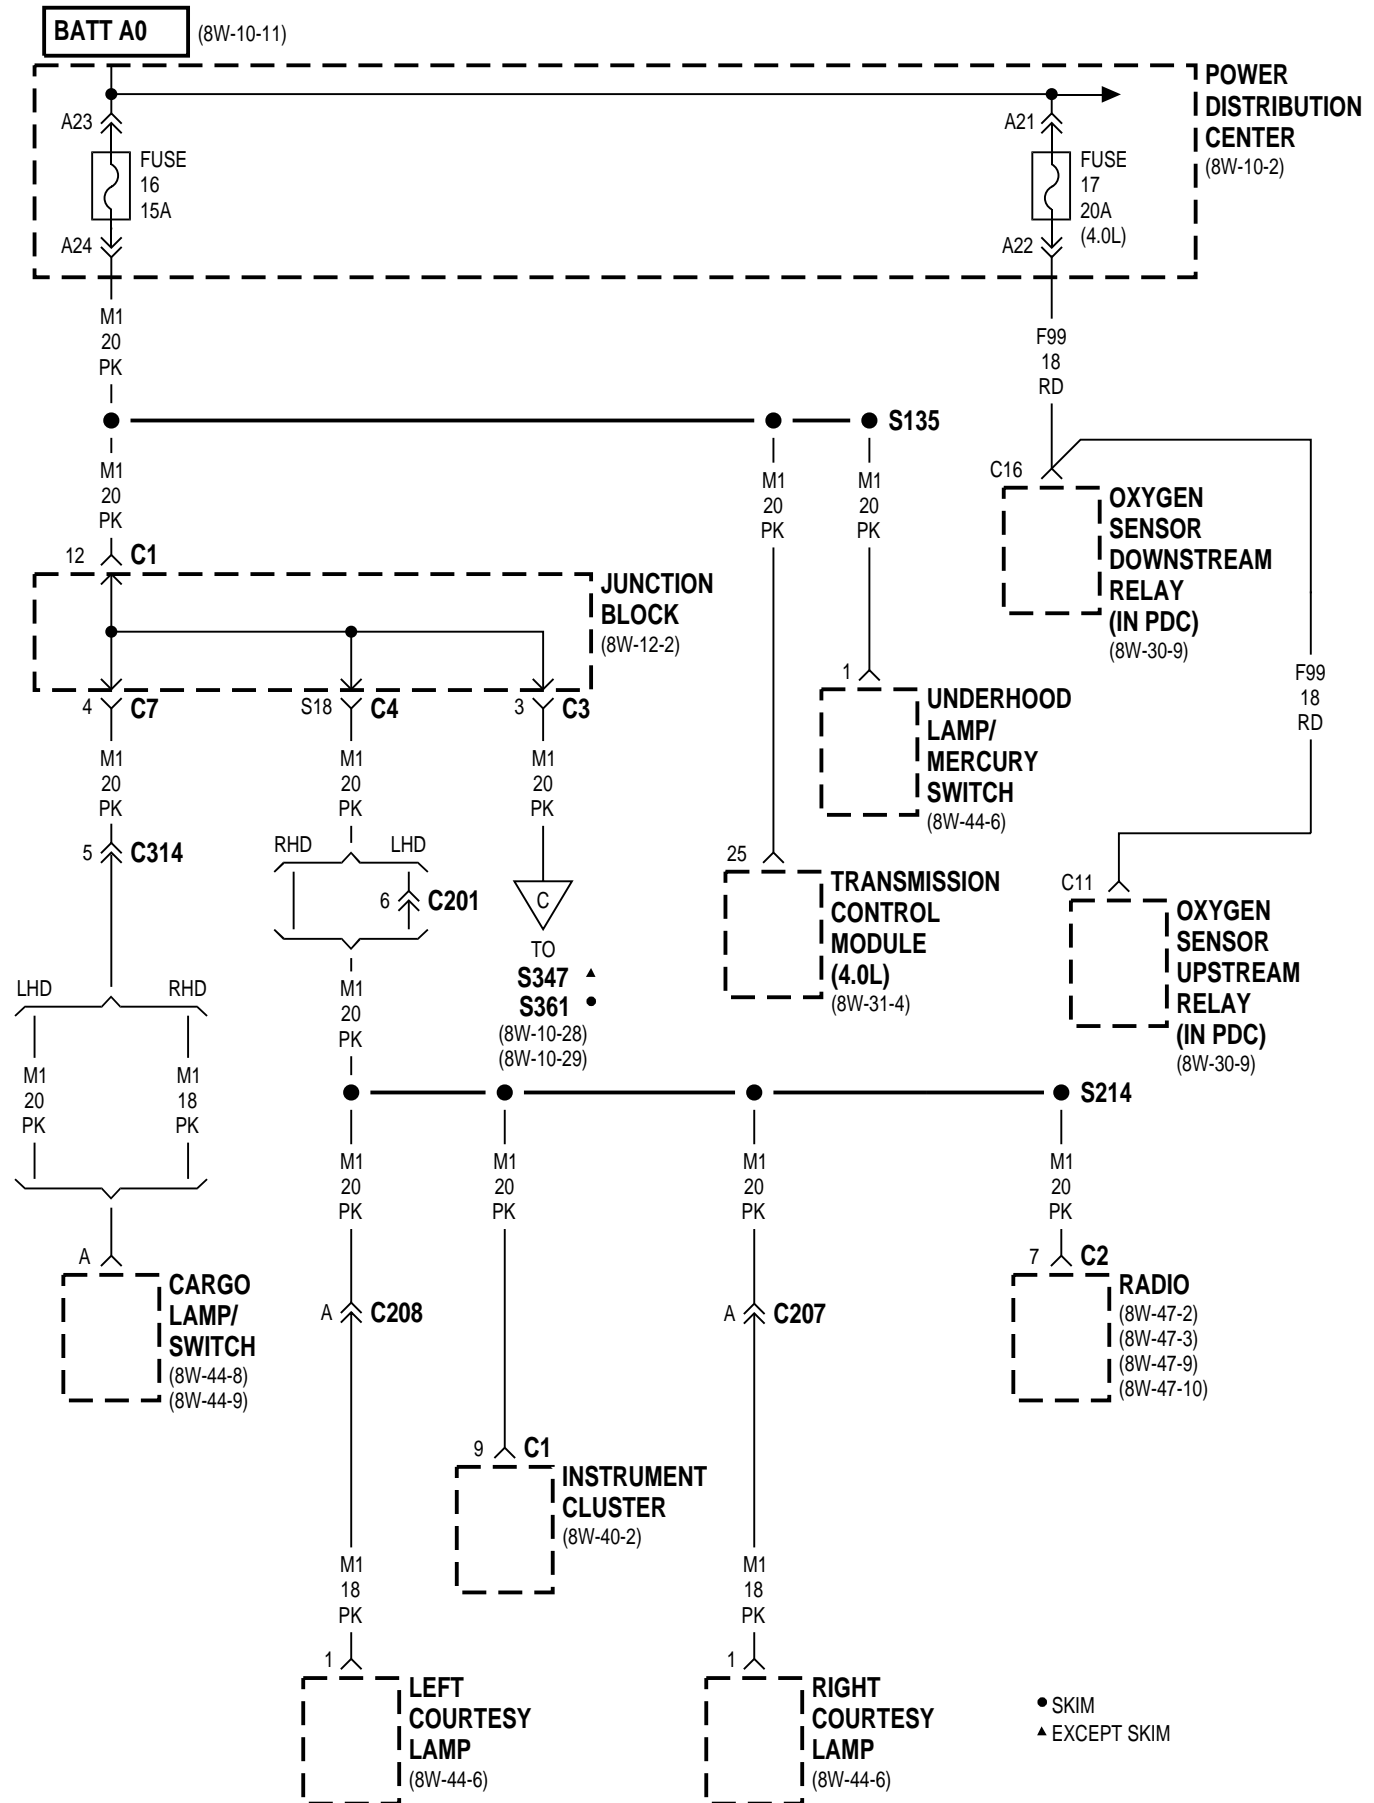 BATT A0 (8W-10-11)
POWER
DISTRIBUTION
CENTER
(8W-10-2)
A23
FUSE
16
15A
A24
A21
FUSE
17
20A
(4.0L)
A22
M1
20
PK
F99
18
RD
S135
M1
20
PK
M1
20
PK
M1
20
PK
12 C1
JUNCTION
BLOCK
(8W-12-2)
C16
OXYGEN
SENSOR
DOWNSTREAM
RELAY
(IN PDC)
(8W-30-9)
F99
18
RD
1
UNDERHOOD
LAMP/
MERCURY
SWITCH
(8W-44-6)
4 C7
S18 C4
3 C3
M1
20
PK
M1
20
PK
M1
20
PK
5 C314
RHD LHD
6 C201
C
TO
S347 ▲
S361 ●
(8W-10-28)
(8W-10-29)
25
TRANSMISSION
CONTROL
MODULE
(4.0L)
(8W-31-4)
C11
OXYGEN
SENSOR
UPSTREAM
RELAY
(IN PDC)
(8W-30-9)
LHD RHD
M1
20
PK
M1
18
PK
M1
20
PK
S214
M1
20
PK
M1
20
PK
M1
20
PK
M1
20
PK
A
CARGO
LAMP/
SWITCH
(8W-44-8)
(8W-44-9)
A C208
A C207
7 C2
RADIO
(8W-47-2)
(8W-47-3)
(8W-47-9)
(8W-47-10)
9 C1
INSTRUMENT
CLUSTER
(8W-40-2)
M1
18
PK
M1
18
PK
1
LEFT
COURTESY
LAMP
(8W-44-6)
1
RIGHT
COURTESY
LAMP
(8W-44-6)
● SKIM
▲ EXCEPT SKIM